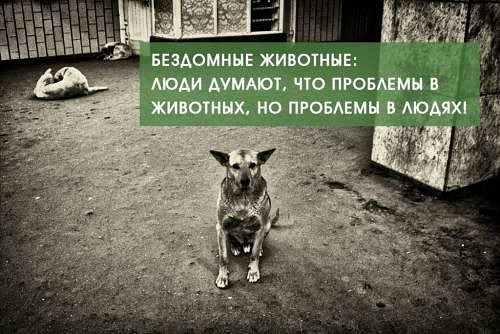 БЕЗДОМНЫЕ ЖИВОТНЫЕ:
ЛЮДИ ДУМАЮТ, ЧТО ПРОБЛЕМЫ В
ЖИВОТНЫХ, НО ПРОБЛЕМЫ В ЛЮДЯХ!